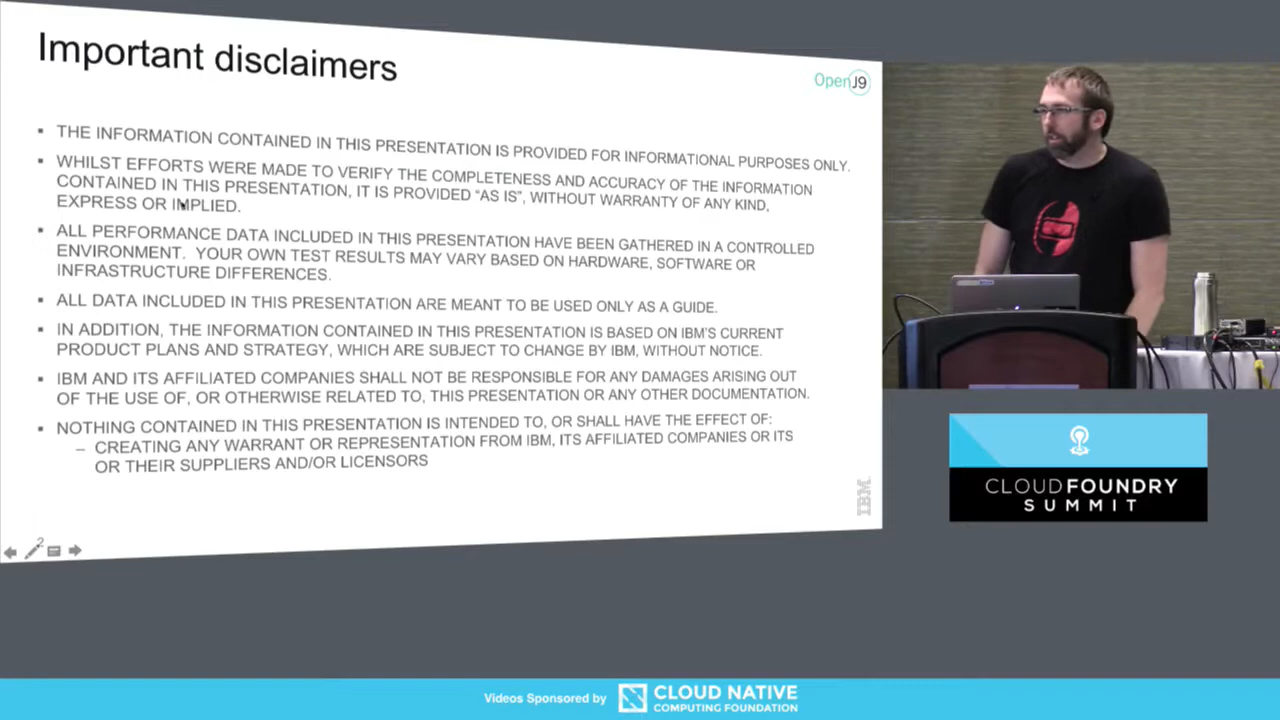 Important disclaimers
OpenJ9
▪ THE INFORMATION CONTAINED IN THIS PRESENTATION IS PROVIDED FOR INFORMATIONAL PURPOSES ONLY.
▪ WHILST EFFORTS WERE MADE TO VERIFY THE COMPLETENESS AND ACCURACY OF THE INFORMATION
CONTAINED IN THIS PRESENTATION, IT IS PROVIDED “AS IS”, WITHOUT WARRANTY OF ANY KIND,
EXPRESS OR IMPLIED.
▪ ALL PERFORMANCE DATA INCLUDED IN THIS PRESENTATION HAVE BEEN GATHERED IN A CONTROLLED
ENVIRONMENT. YOUR OWN TEST RESULTS MAY VARY BASED ON HARDWARE, SOFTWARE OR
INFRASTRUCTURE DIFFERENCES.
▪ ALL DATA INCLUDED IN THIS PRESENTATION ARE MEANT TO BE USED ONLY AS A GUIDE.
▪ IN ADDITION, THE INFORMATION CONTAINED IN THIS PRESENTATION IS BASED ON IBM’S CURRENT
PRODUCT PLANS AND STRATEGY, WHICH ARE SUBJECT TO CHANGE BY IBM, WITHOUT NOTICE.
▪ IBM AND ITS AFFILIATED COMPANIES SHALL NOT BE RESPONSIBLE FOR ANY DAMAGES ARISING OUT
OF THE USE OF, OR OTHERWISE RELATED TO, THIS PRESENTATION OR ANY OTHER DOCUMENTATION.
▪ NOTHING CONTAINED IN THIS PRESENTATION IS INTENDED TO, OR SHALL HAVE THE EFFECT OF:
– CREATING ANY WARRANT OR REPRESENTATION FROM IBM, ITS AFFILIATED COMPANIES OR ITS
OR THEIR SUPPLIERS AND/OR LICENSORS
IBM
2
CLOUD FOUNDRY
SUMMIT
Videos Sponsored by
CLOUD NATIVE
COMPUTING FOUNDATION